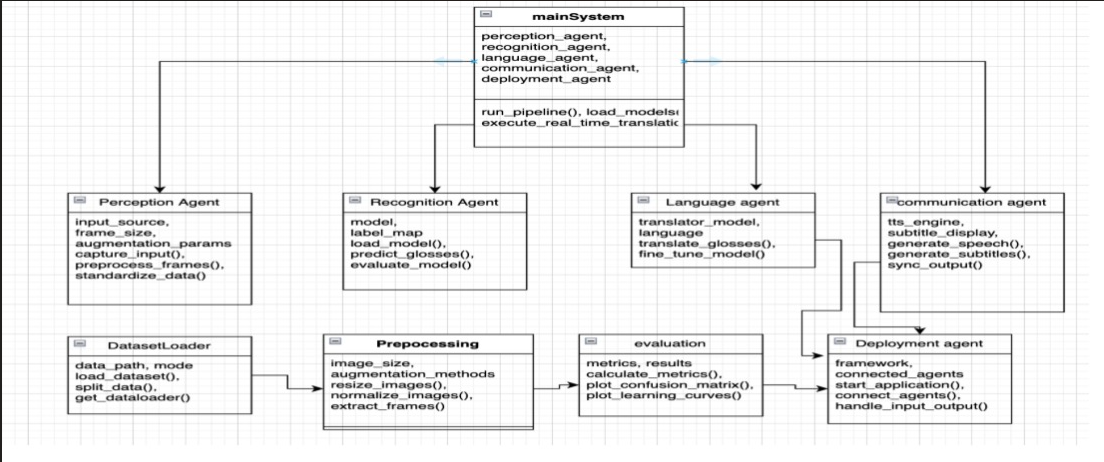 mainSystem
perception_agent,
recognition_agent,
language_agent,
communication_agent,
deployment_agent
run_pipeline(), load_models(
execute_real_time_translatic
Perception Agent
input_source,
frame_size,
augmentation_params
capture_input(),
preprocess_frames(),
standardize_data()
Recognition Agent
model,
label_map
load_model(),
predict_glosses(),
evaluate_model()
Language agent
translator_model,
language
translate_glosses(),
fine_tune_model()
communication agent
tts_engine,
subtitle_display,
generate_speech(),
generate_subtitles(),
sync_output()
DatasetLoader
data_path, mode
load_dataset(),
split_data(),
get_dataloader()
Prepocessing
image_size,
augmentation_methods
resize_images(),
normalize_images(),
extract_frames()
evaluation
metrics, results
calculate_metrics(),
plot_confusion_matrix(),
plot_learning_curves()
Deployment agent
framework,
connected_agents
start_application(),
connect_agents(),
handle_input_output()